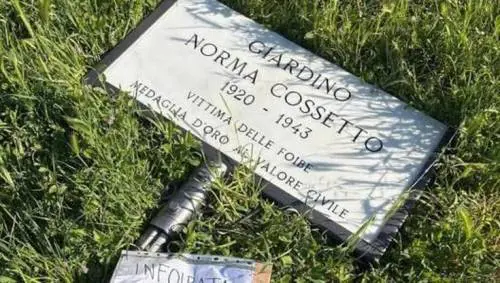 GIARDINO
NORMA COSSETTO
1920 - 1943
VITTIMA DELLE FOIBE
MEDAGLIA D'ORO AL VALORE CIVILE
INFOIBATA